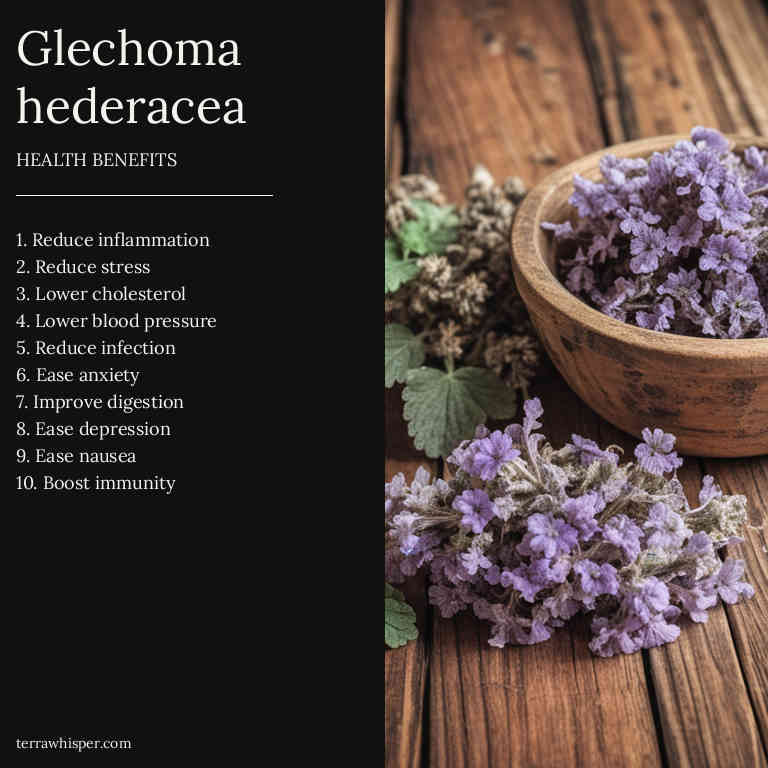 Glechoma
hederacea
HEALTH BENEFITS
1. Reduce inflammation
2. Reduce stress
3. Lower cholesterol
4. Lower blood pressure
5. Reduce infection
6. Ease anxiety
7. Improve digestion
8. Ease depression
9. Ease nausea
10. Boost immunity
terrawhisper.com